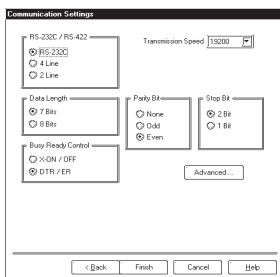 Communication Settings
RS-232C / RS-422
RS-232C
4 Line
2 Line
Transmission Speed 19200
Data Length
7 Bits
8 Bits
Parity Bit
None
Odd
Even
Stop Bit
2 Bit
1 Bit
Busy Ready Control
X-ON / OFF
DTR / ER
Advanced ...
< Back Finish Cancel Help